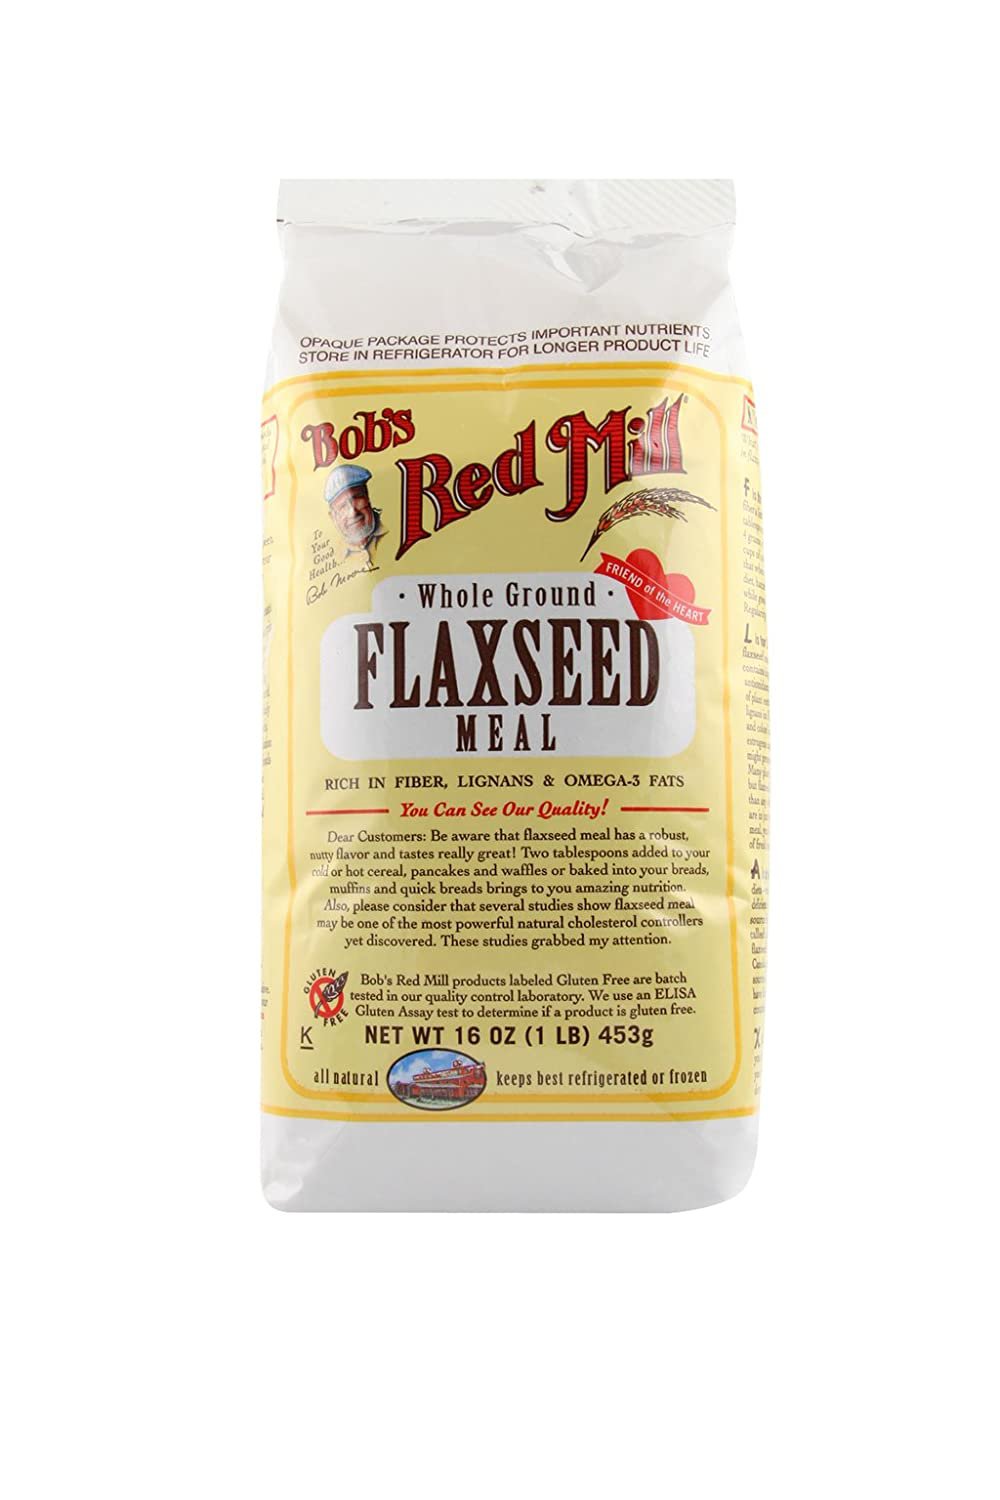 OPAQUE PACKAGE PROTECTS IMPORTANT NUTRIENTS
STORE IN REFRIGERATOR FOR LONGER PRODUCT LIFE
Bob's
Red Mill®
To
Your
Good
Health...
Bob Moore
FRIEND of the HEART
· Whole Ground ·
FLAXSEED
MEAL
RICH IN FIBER, LIGNANS & OMEGA-3 FATS
You Can See Our Quality!
Dear Customers: Be aware that flaxseed meal has a robust,
nutty flavor and tastes really great! Two tablespoons added to your
cold or hot cereal, pancakes and waffles or baked into your breads,
muffins and quick breads brings to you amazing nutrition.
Also, please consider that several studies show flaxseed meal
may be one of the most powerful natural cholesterol controllers
yet discovered. These studies grabbed my attention.
GLUTEN
FREE
Bob's Red Mill products labeled Gluten Free are batch
tested in our quality control laboratory. We use an ELISA
Gluten Assay test to determine if a product is gluten free.
K
NET WT 16 OZ (1 LB) 453g
all natural
keeps best refrigerated or frozen